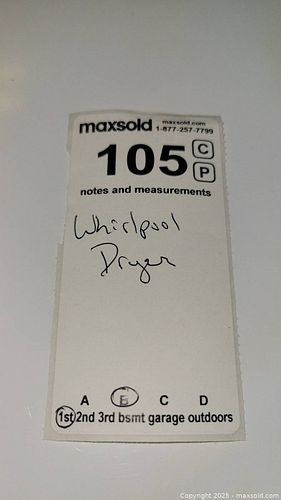 maxsold maxsold.com
1-877-257-7799
105 C
P
notes and measurements
Whirlpool
Dryer
A B C D
1st 2nd 3rd bsmt garage outdoors
Copyright 2025 - maxsold.com